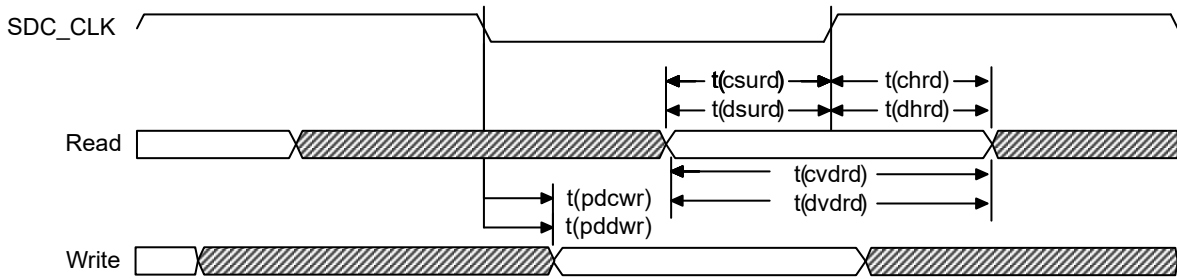 SDC_CLK
t(csurd) t(chrd)
t(dsurd) t(dhrd)
Read
t(cvdrd)
t(pdcwr) t(dvdrd)
t(pddwr)
Write